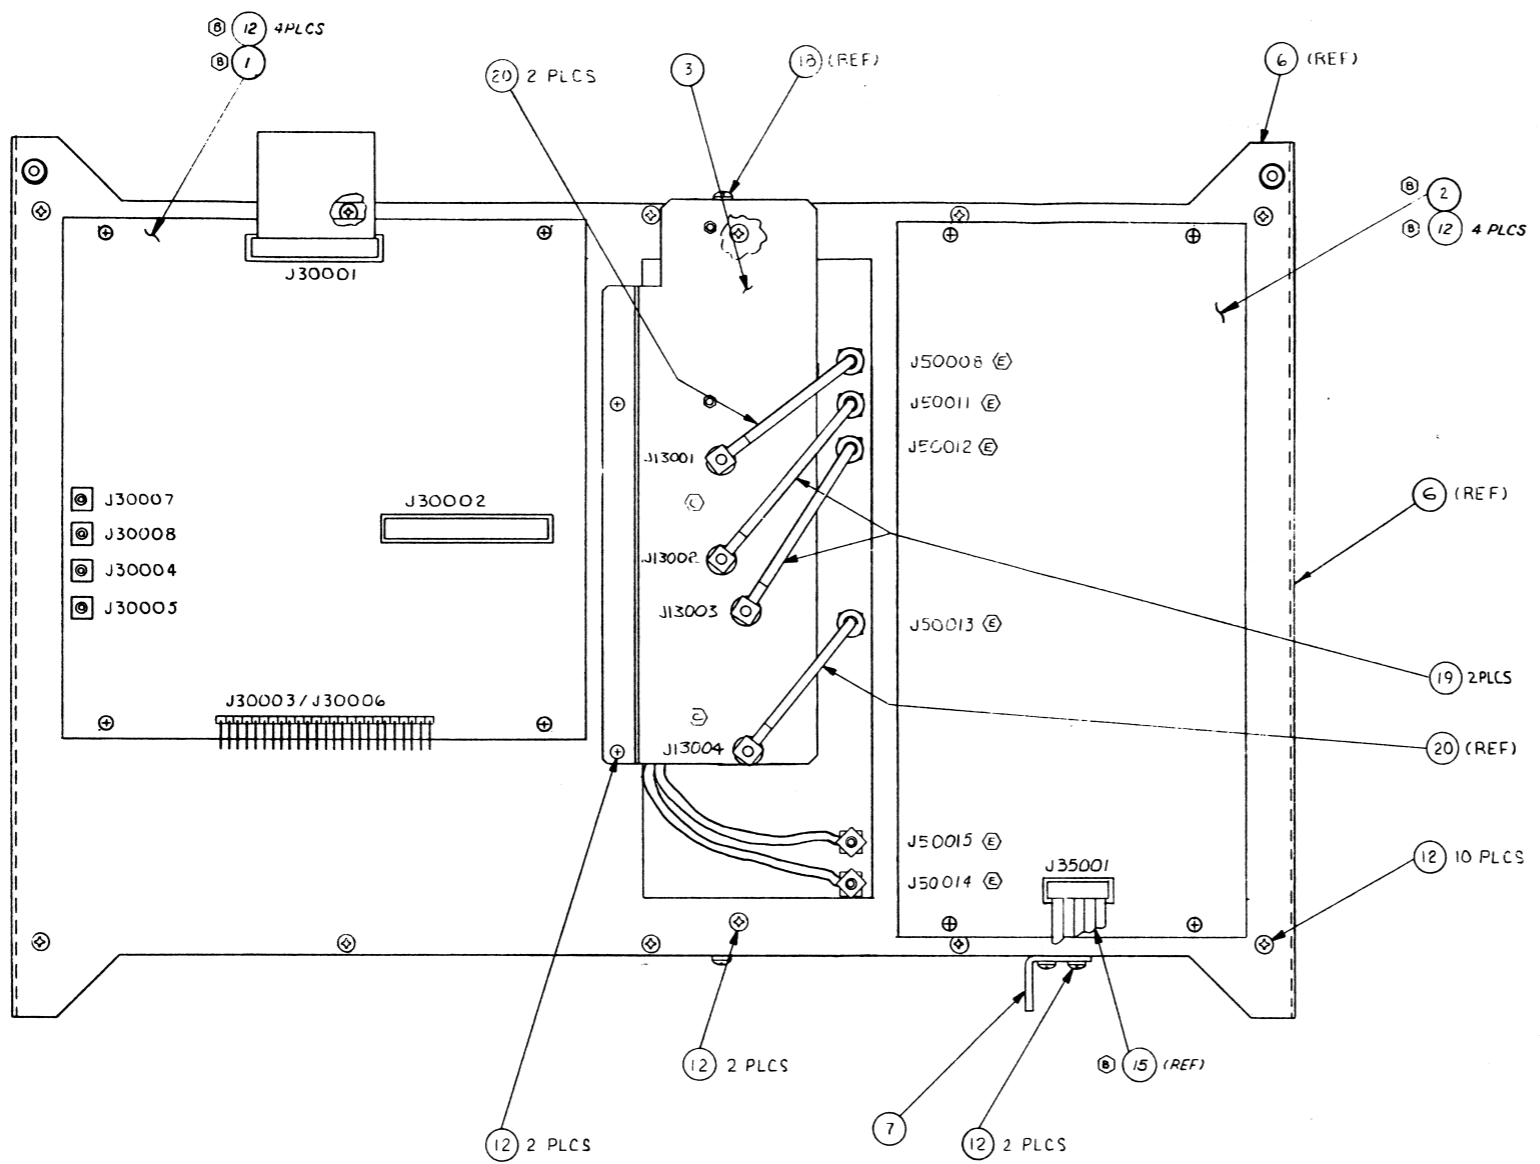 B 12 4PLCS
B 1
20 2 PLCS
3
18 (REF)
6 (REF)
B 2
B 12 4 PLCS
J30001
J50008 E
J50011 E
J50012 E
J13001
C
6 (REF)
J30007
J30008
J30004
J30005
J30002
J13002
J13003
J50013 E
19 2PLCS
J30003/J30006
C
J13004
20 (REF)
J50015 E
J50014 E
J35001
12 10 PLCS
12 2 PLCS
B 15 (REF)
7
12 2 PLCS
12 2 PLCS